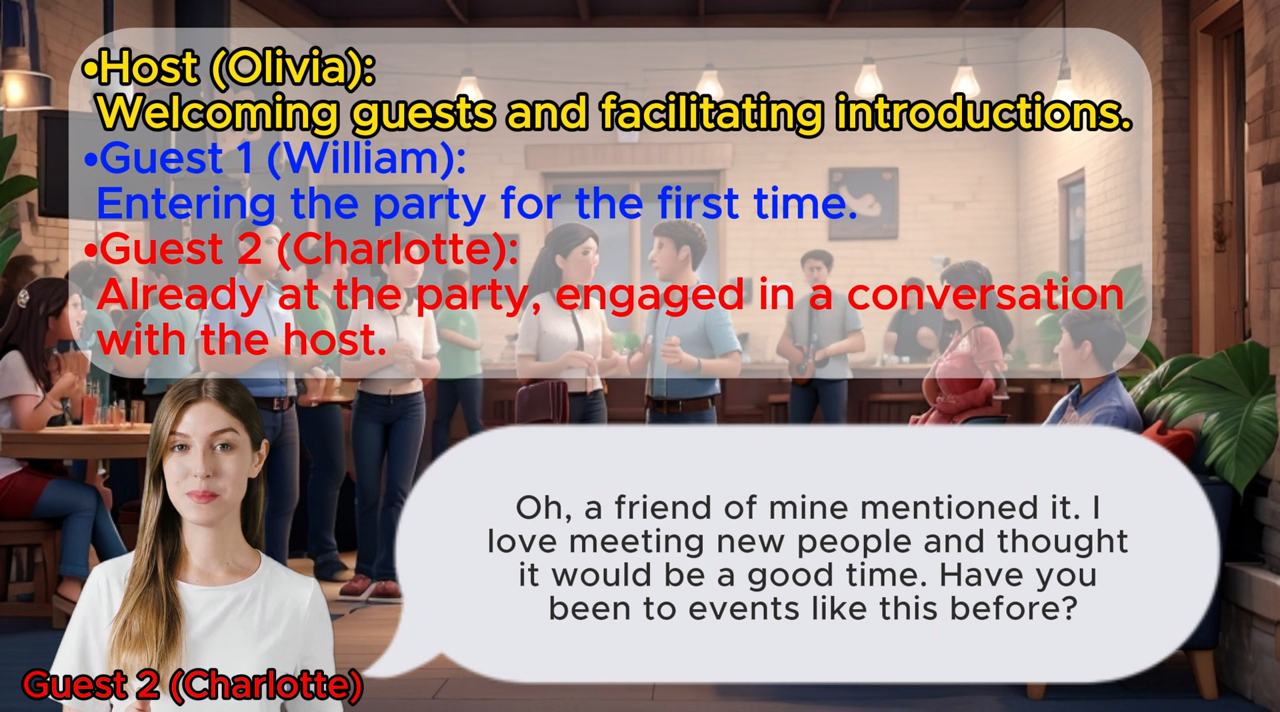 •Host (Olivia):
Welcoming guests and facilitating introductions.
•Guest 1 (William):
Entering the party for the first time.
•Guest 2 (Charlotte):
Already at the party, engaged in a conversation
with the host.
Oh, a friend of mine mentioned it. I
love meeting new people and thought
it would be a good time. Have you
been to events like this before?
Guest 2 (Charlotte)